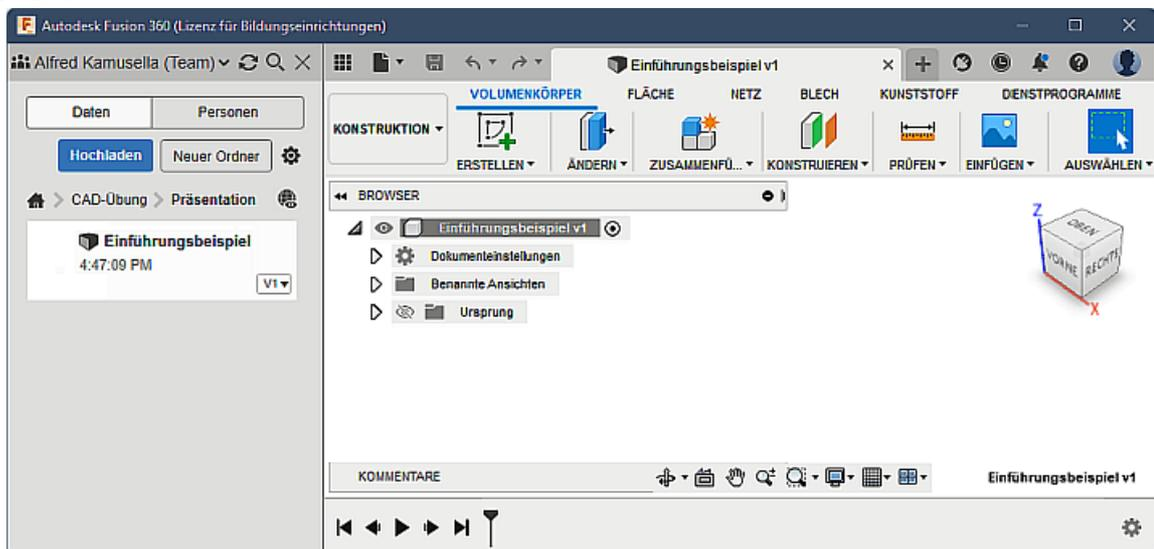 Autodesk Fusion 360 (Lizenz für Bildungseinrichtungen)
Alfred Kamusella (Team)
Einführungsbeispiel v1
Daten Personen
Hochladen Neuer Ordner
CAD-Übung > Präsentation
Einführungsbeispiel
4:47:09 PM
V1
VOLUMENKÖRPER FLÄCHE NETZ BLECH KUNSTSTOFF DIENSTPROGRAMME
KONSTRUKTION
ERSTELLEN ÄNDERN ZUSAMMENFÜ... KONSTRUIEREN PRÜFEN EINFÜGEN AUSWÄHLEN
BROWSER
Einführungsbeispiel v1
Dokumenteinstellungen
Benannte Ansichten
Ursprung
Z
OBEN
VORNE RECHTS
X
KOMMENTARE
Einführungsbeispiel v1